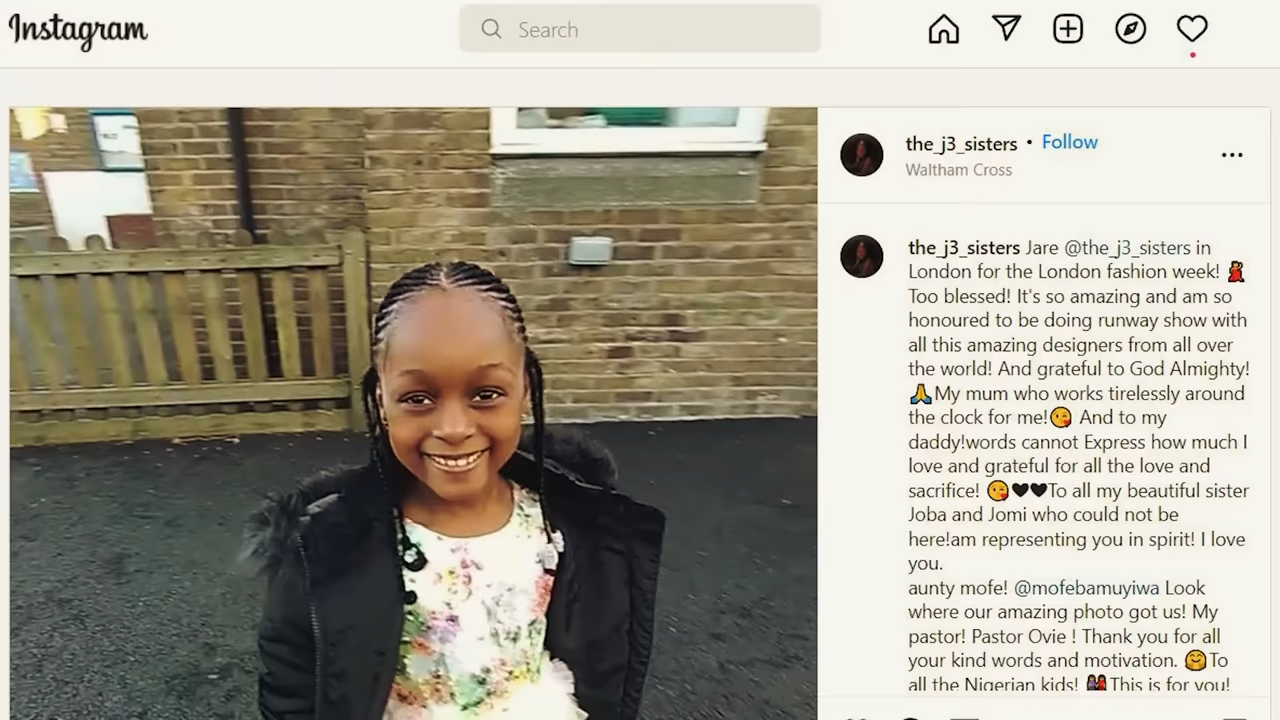 Instagram
Search
the_j3_sisters • Follow
Waltham Cross
the_j3_sisters Jare @the_j3_sisters in
London for the London fashion week! 💃
Too blessed! It's so amazing and am so
honoured to be doing runway show with
all this amazing designers from all over
the world! And grateful to God Almighty!
🙏My mum who works tirelessly around
the clock for me!😘 And to my
daddy!words cannot Express how much I
love and grateful for all the love and
sacrifice! 😘🖤🖤To all my beautiful sister
Joba and Jomi who could not be
here!am representing you in spirit! I love
you.
aunty mofe! @mofebamuyiwa Look
where our amazing photo got us! My
pastor! Pastor Ovie ! Thank you for all
your kind words and motivation. 🤗To
all the Nigerian kids! 👭This is for you!